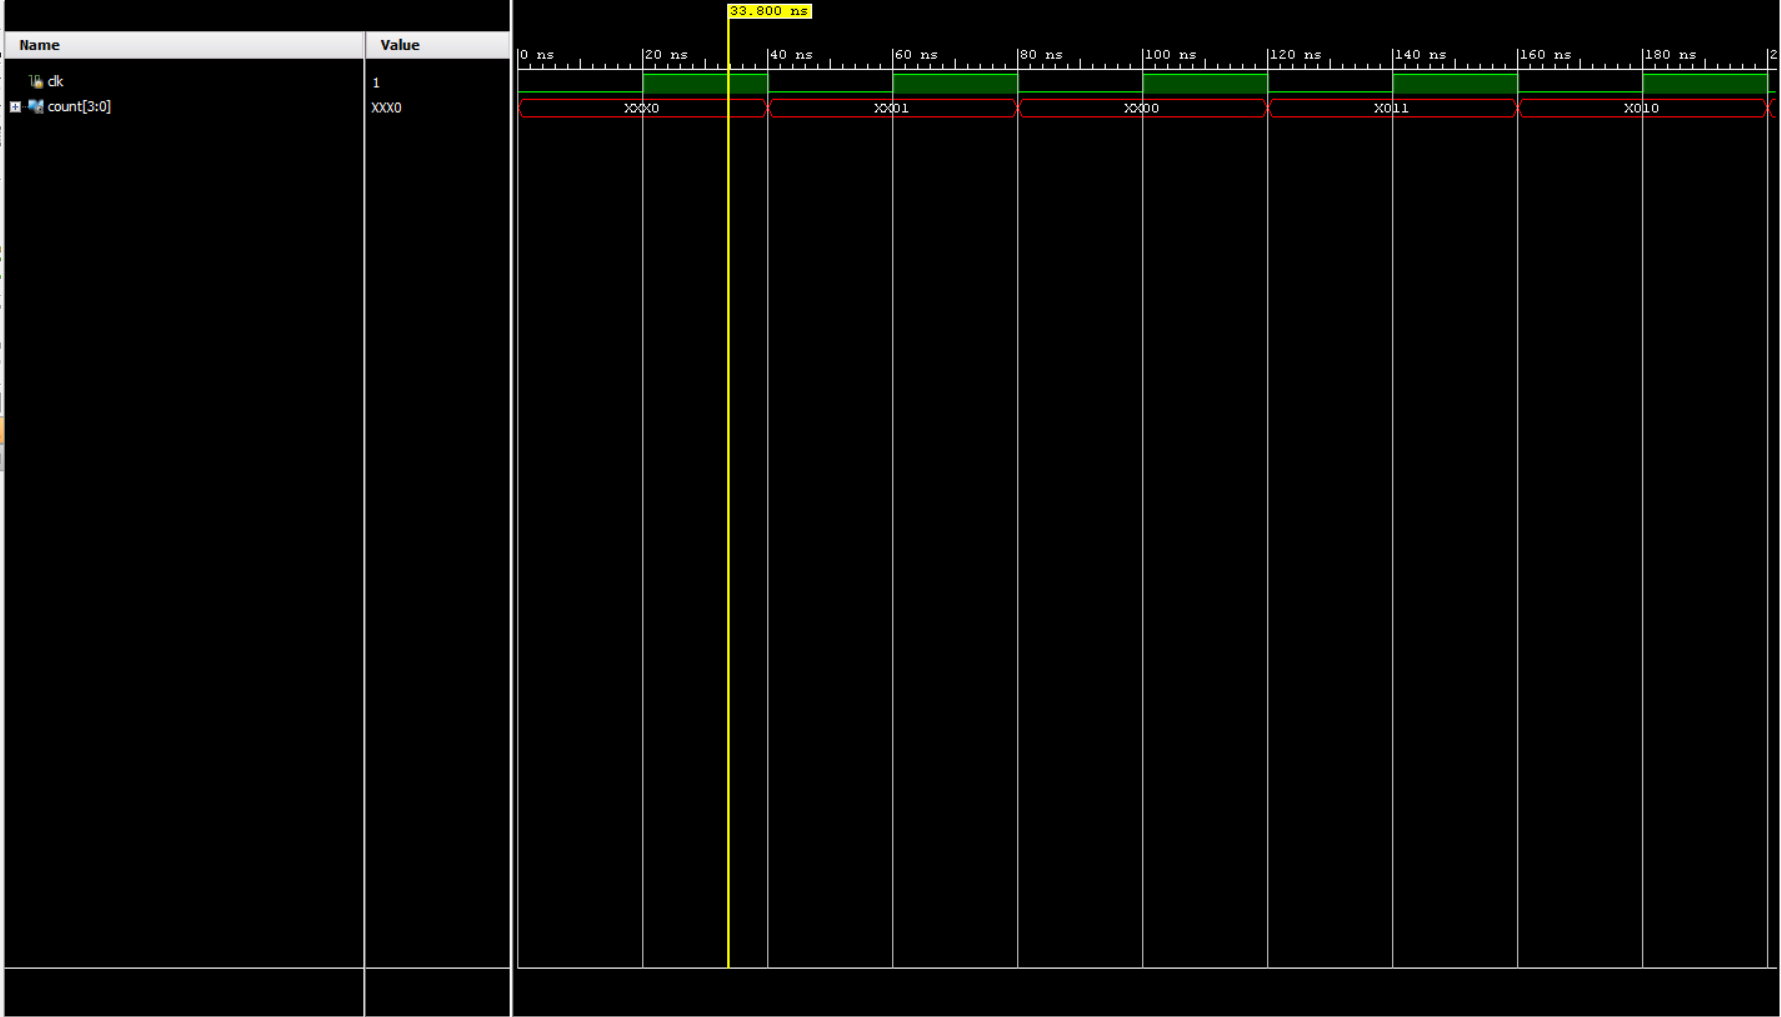 33.800 ns
Name Value
0 ns 20 ns 40 ns 60 ns 80 ns 100 ns 120 ns 140 ns 160 ns 180 ns 2
clk 1
count[3:0] XXX0 XXX0 XX01 XX00 X011 X010